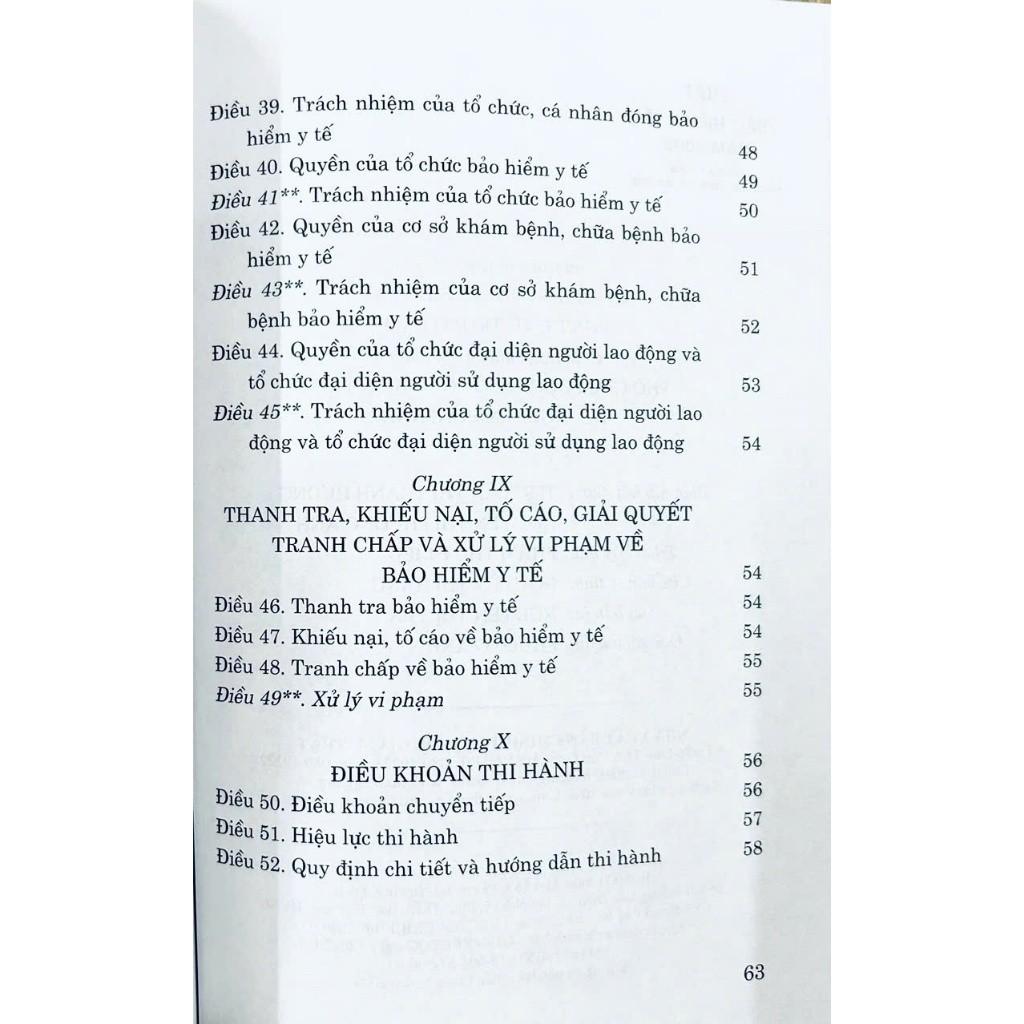 Điều 39. Trách nhiệm của tổ chức, cá nhân đóng bảo
hiểm y tế 48
Điều 40. Quyền của tổ chức bảo hiểm y tế 49
Điều 41**. Trách nhiệm của tổ chức bảo hiểm y tế 50
Điều 42. Quyền của cơ sở khám bệnh, chữa bệnh bảo
hiểm y tế 51
Điều 43**. Trách nhiệm của cơ sở khám bệnh, chữa
bệnh bảo hiểm y tế 52
Điều 44. Quyền của tổ chức đại diện người lao động và
tổ chức đại diện người sử dụng lao động 53
Điều 45**. Trách nhiệm của tổ chức đại diện người lao
động và tổ chức đại diện người sử dụng lao động 54
Chương IX
THANH TRA, KHIẾU NẠI, TỐ CÁO, GIẢI QUYẾT
TRANH CHẤP VÀ XỬ LÝ VI PHẠM VỀ
BẢO HIỂM Y TẾ 54
Điều 46. Thanh tra bảo hiểm y tế 54
Điều 47. Khiếu nại, tố cáo về bảo hiểm y tế 54
Điều 48. Tranh chấp về bảo hiểm y tế 55
Điều 49**. Xử lý vi phạm 55
Chương X
ĐIỀU KHOẢN THI HÀNH 56
Điều 50. Điều khoản chuyển tiếp 56
Điều 51. Hiệu lực thi hành 57
Điều 52. Quy định chi tiết và hướng dẫn thi hành 58
63